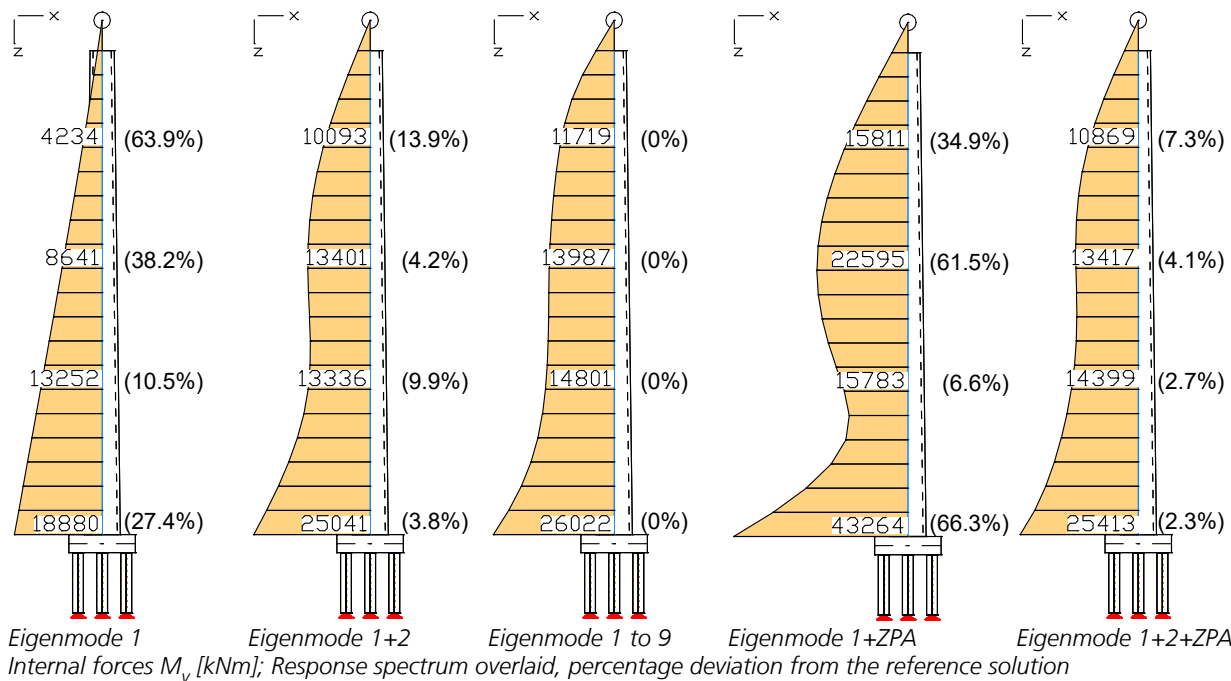 x x x x x
z z z z z
4234 (63.9%) 10093 (13.9%) 11719 (0%) 15811 (34.9%) 10869 (7.3%)
8641 (38.2%) 13401 (4.2%) 13987 (0%) 22595 (61.5%) 13417 (4.1%)
13252 (10.5%) 13336 (9.9%) 14801 (0%) 15783 (6.6%) 14399 (2.7%)
18880 (27.4%) 25041 (3.8%) 26022 (0%) 43264 (66.3%) 25413 (2.3%)
Eigenmode 1 Eigenmode 1+2 Eigenmode 1 to 9 Eigenmode 1+ZPA Eigenmode 1+2+ZPA
Internal forces My [kNm]; Response spectrum overlaid, percentage deviation from the reference solution